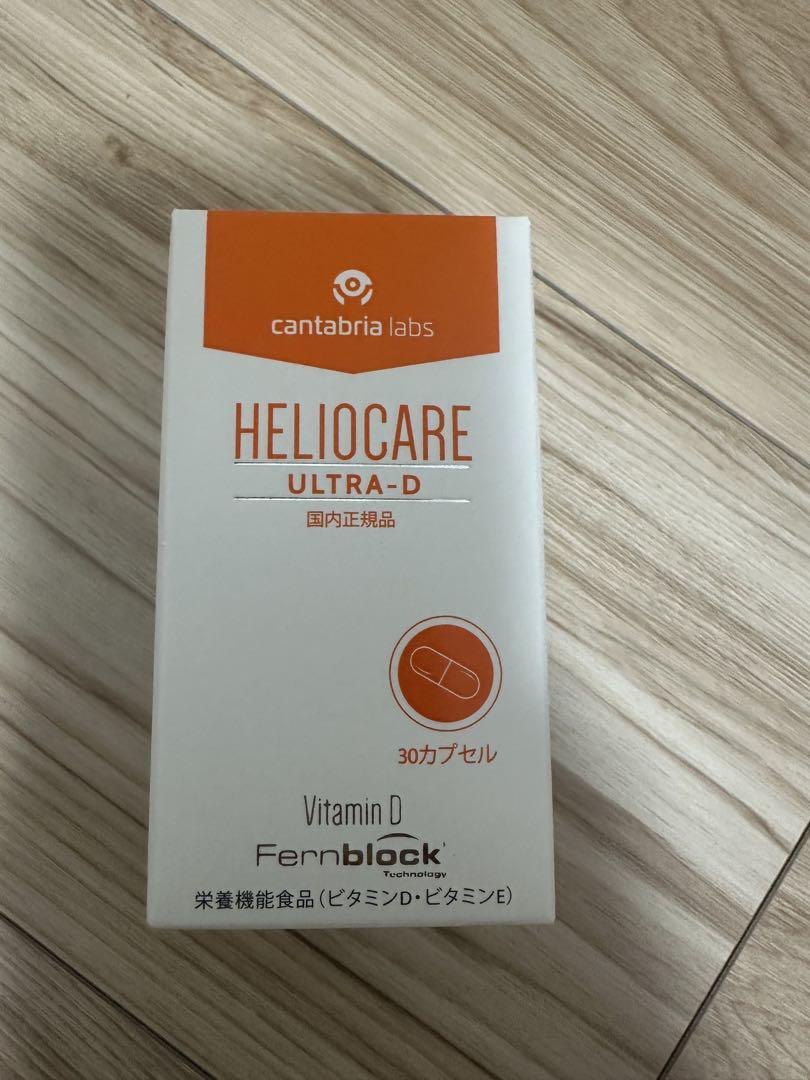 cantabria labs
HELIOCARE
ULTRA-D
国内正規品
30カプセル
Vitamin D
Fernblock
Technology
栄養機能食品（ビタミンD・ビタミンE）